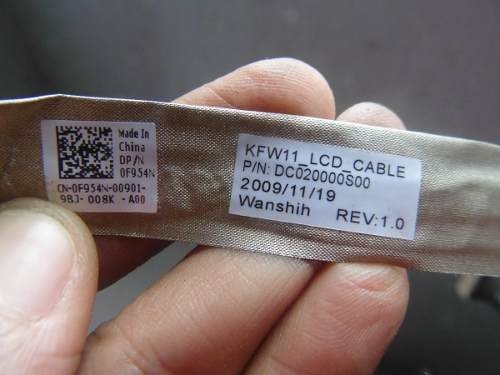 Made In
China
DP/N
0F954N
CN-0F954N-00901-
9BJ-008K -A00
KFW11_LCD_CABLE
P/N: DC020000S00
2009/11/19
Wanshih REV:1.0